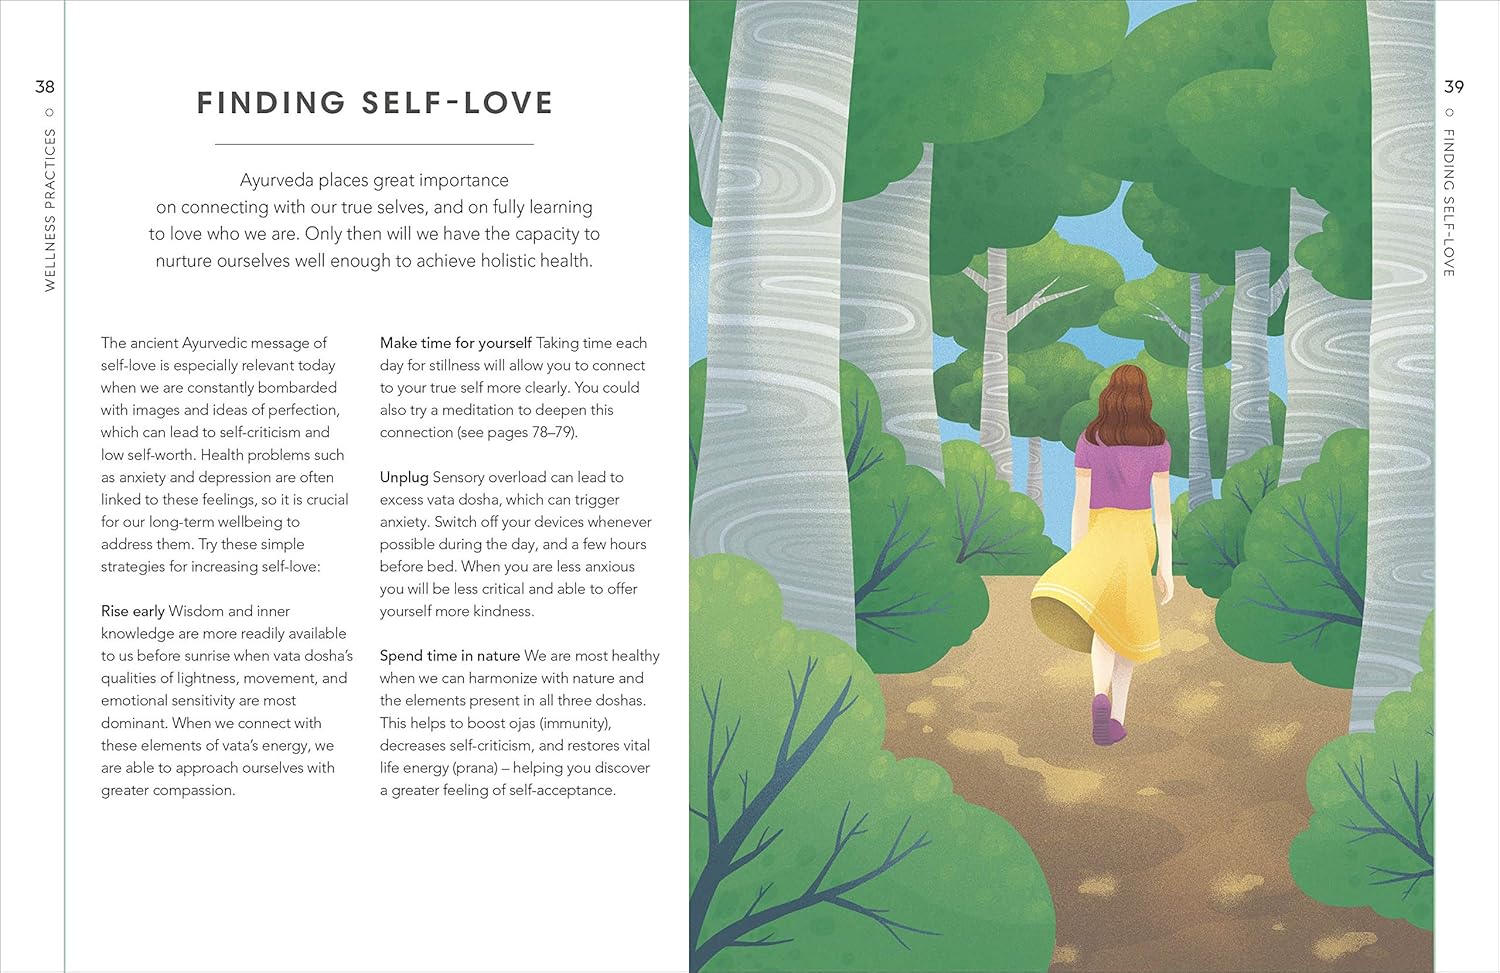 38
WELLNESS PRACTICES
FINDING SELF-LOVE
Ayurveda places great importance
on connecting with our true selves, and on fully learning
to love who we are. Only then will we have the capacity to
nurture ourselves well enough to achieve holistic health.
The ancient Ayurvedic message of
self-love is especially relevant today
when we are constantly bombarded
with images and ideas of perfection,
which can lead to self-criticism and
low self-worth. Health problems such
as anxiety and depression are often
linked to these feelings, so it is crucial
for our long-term wellbeing to
address them. Try these simple
strategies for increasing self-love:
Rise early Wisdom and inner
knowledge are more readily available
to us before sunrise when vata dosha's
qualities of lightness, movement, and
emotional sensitivity are most
dominant. When we connect with
these elements of vata's energy, we
are able to approach ourselves with
greater compassion.
Make time for yourself Taking time each
day for stillness will allow you to connect
to your true self more clearly. You could
also try a meditation to deepen this
connection (see pages 78–79).
Unplug Sensory overload can lead to
excess vata dosha, which can trigger
anxiety. Switch off your devices whenever
possible during the day, and a few hours
before bed. When you are less anxious
you will be less critical and able to offer
yourself more kindness.
Spend time in nature We are most healthy
when we can harmonize with nature and
the elements present in all three doshas.
This helps to boost ojas (immunity),
decreases self-criticism, and restores vital
life energy (prana) – helping you discover
a greater feeling of self-acceptance.
39
FINDING SELF-LOVE